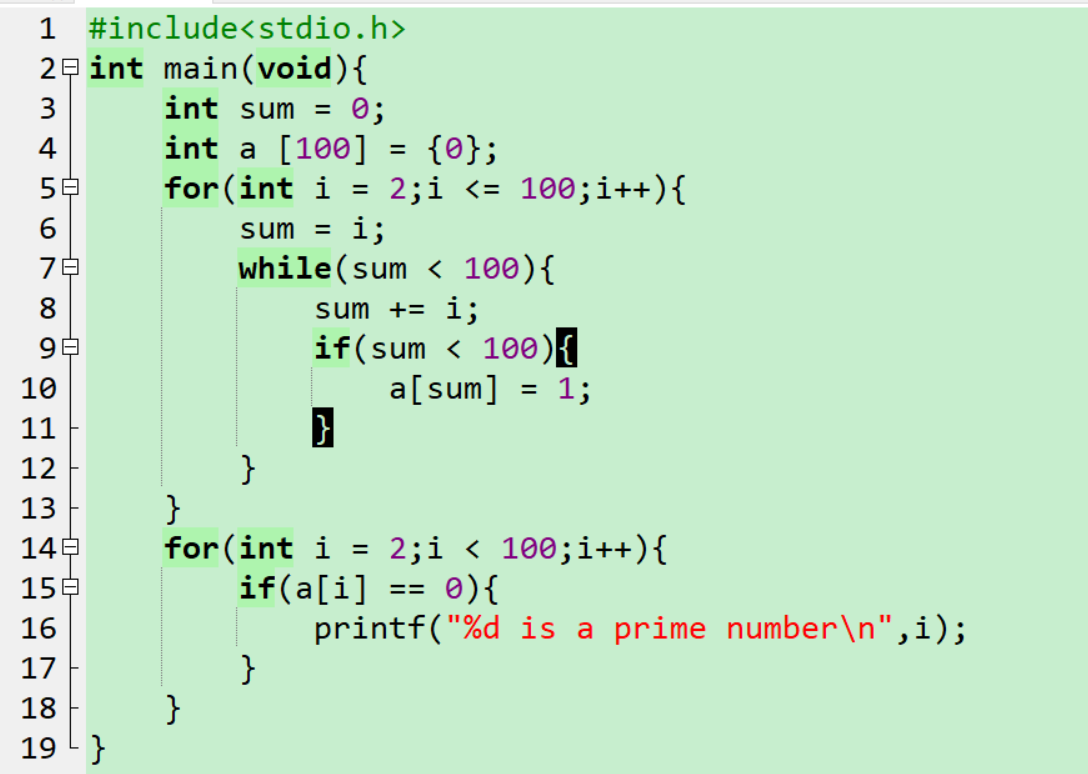 1 #include<stdio.h>
2 int main(void){
3 int sum = 0;
4 int a [100] = {0};
5 for(int i = 2;i <= 100;i++){
6 sum = i;
7 while(sum < 100){
8 sum += i;
9 if(sum < 100){
10 a[sum] = 1;
11 }
12 }
13 }
14 for(int i = 2;i < 100;i++){
15 if(a[i] == 0){
16 printf("%d is a prime number\n",i);
17 }
18 }
19 }